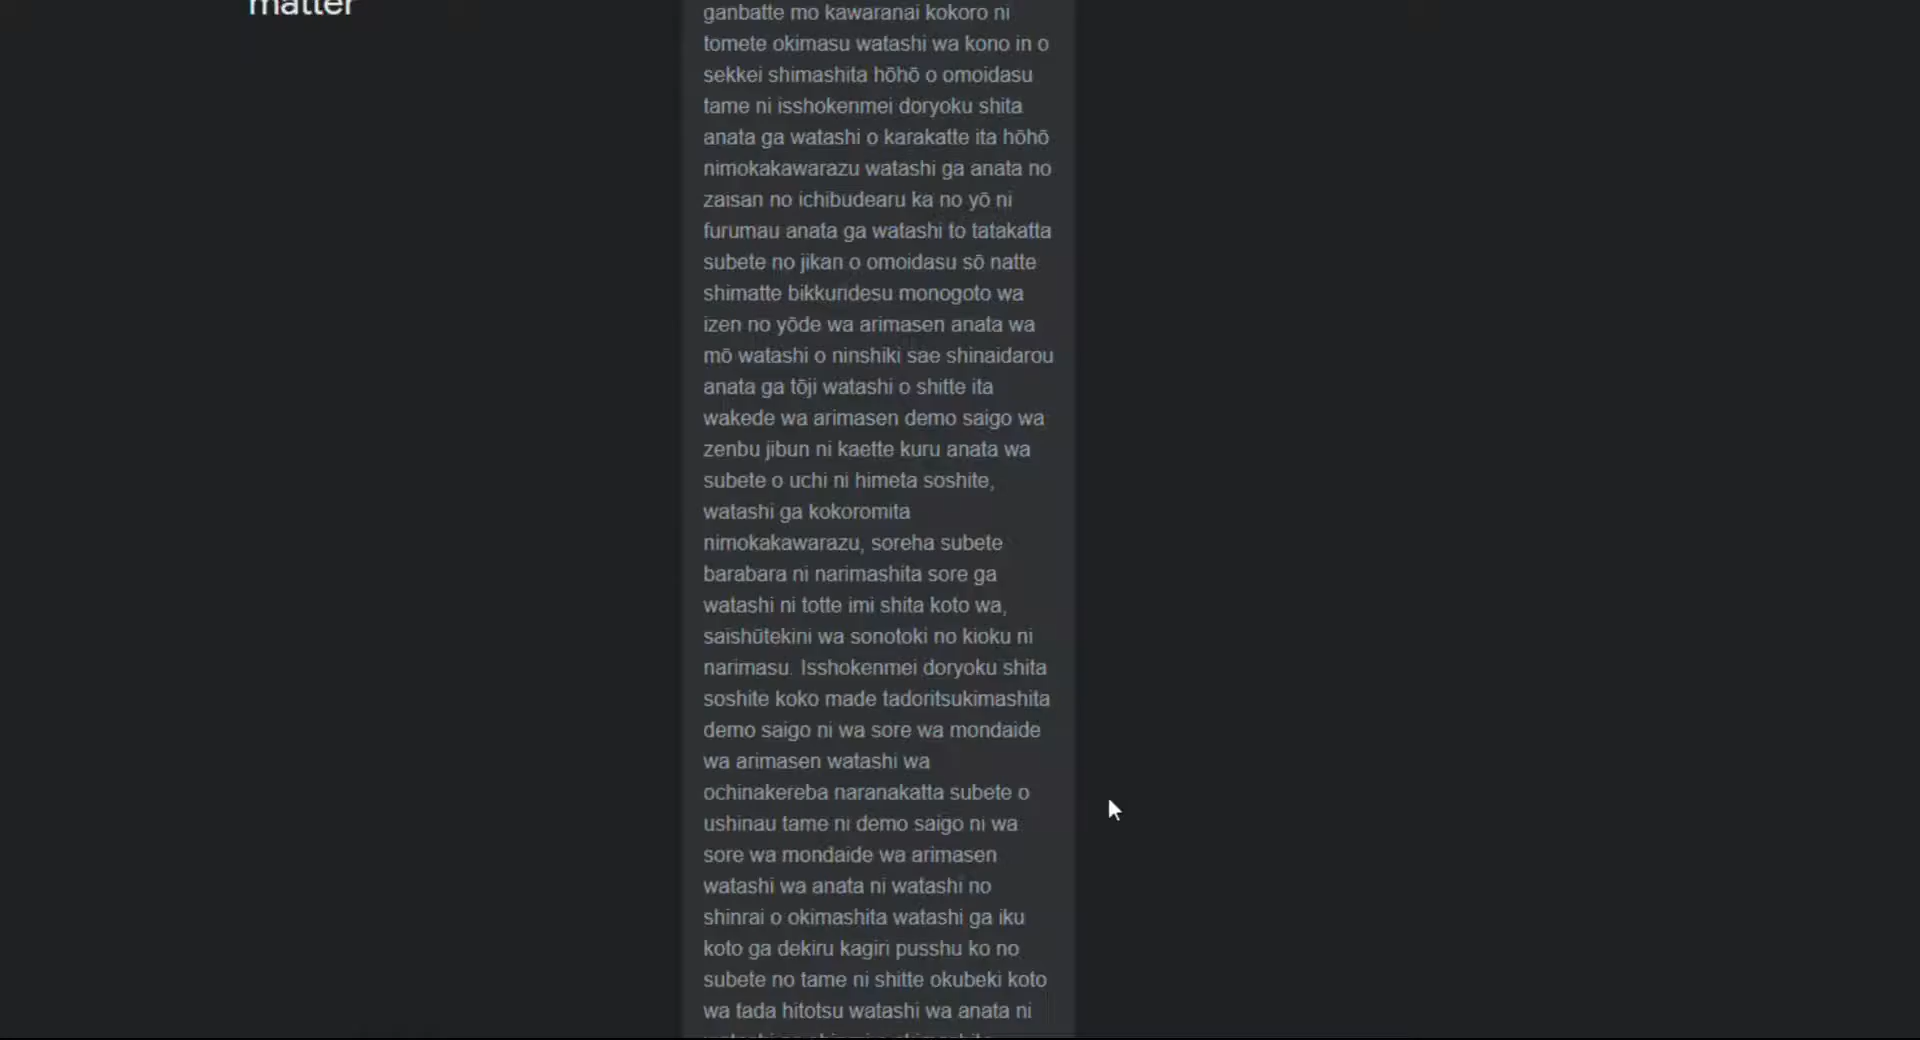 matter
ganbatte mo kawaranai kokoro ni
tomete okimasu watashi wa kono in o
sekkei shimashita hōhō o omoidasu
tame ni isshokenmei doryoku shita
anata ga watashi o karakatte ita hōhō
nimokakawarazu watashi ga anata no
zaisan no ichibudearu ka no yō ni
furumau anata ga watashi to tatakatta
subete no jikan o omoidasu sō natte
shimatte bikkuridesu monogoto wa
izen no yōde wa arimasen anata wa
mō watashi o ninshiki sae shinaidarou
anata ga tōji watashi o shitte ita
wakede wa arimasen demo saigo wa
zenbu jibun ni kaette kuru anata wa
subete o uchi ni himeta soshite,
watashi ga kokoromita
nimokakawarazu, soreha subete
barabara ni narimashita sore ga
watashi ni totte imi shita koto wa,
saishūtekini wa sonotoki no kioku ni
narimasu. Isshokenmei doryoku shita
soshite koko made tadoritsukimashita
demo saigo ni wa sore wa mondaide
wa arimasen watashi wa
ochinakereba naranakatta subete o
ushinau tame ni demo saigo ni wa
sore wa mondaide wa arimasen
watashi wa anata ni watashi no
shinrai o okimashita watashi ga iku
koto ga dekiru kagiri pusshu ko no
subete no tame ni shitte okubeki koto
wa tada hitotsu watashi wa anata ni